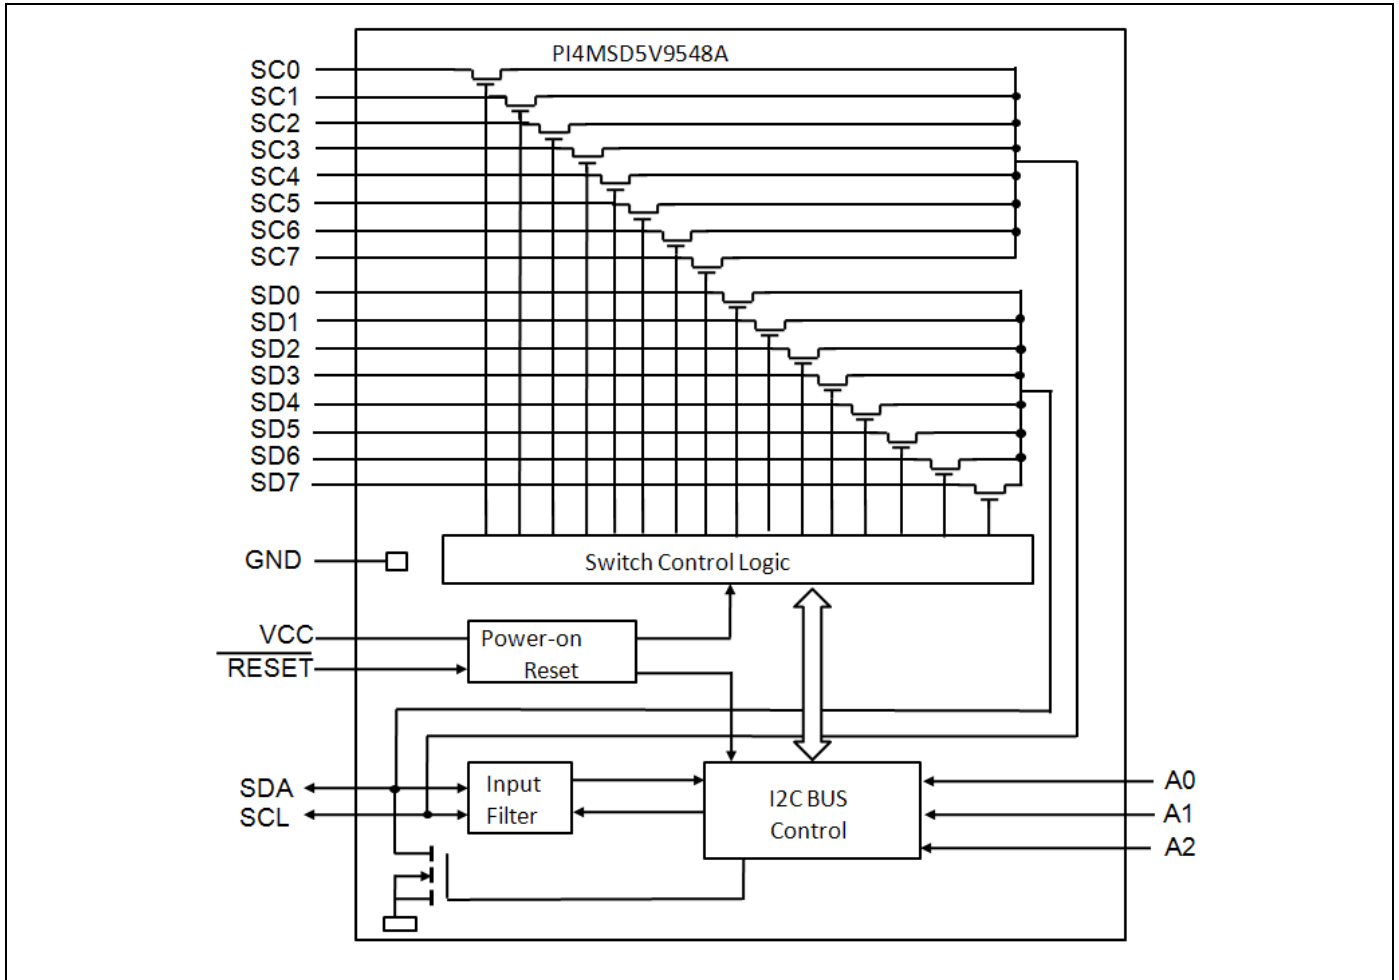 PI4MSD5V9548A
SC0
SC1
SC2
SC3
SC4
SC5
SC6
SC7
SD0
SD1
SD2
SD3
SD4
SD5
SD6
SD7
GND
Switch Control Logic
VCC
RESET
Power-on
Reset
SDA
SCL
Input
Filter
I2C BUS
Control
A0
A1
A2